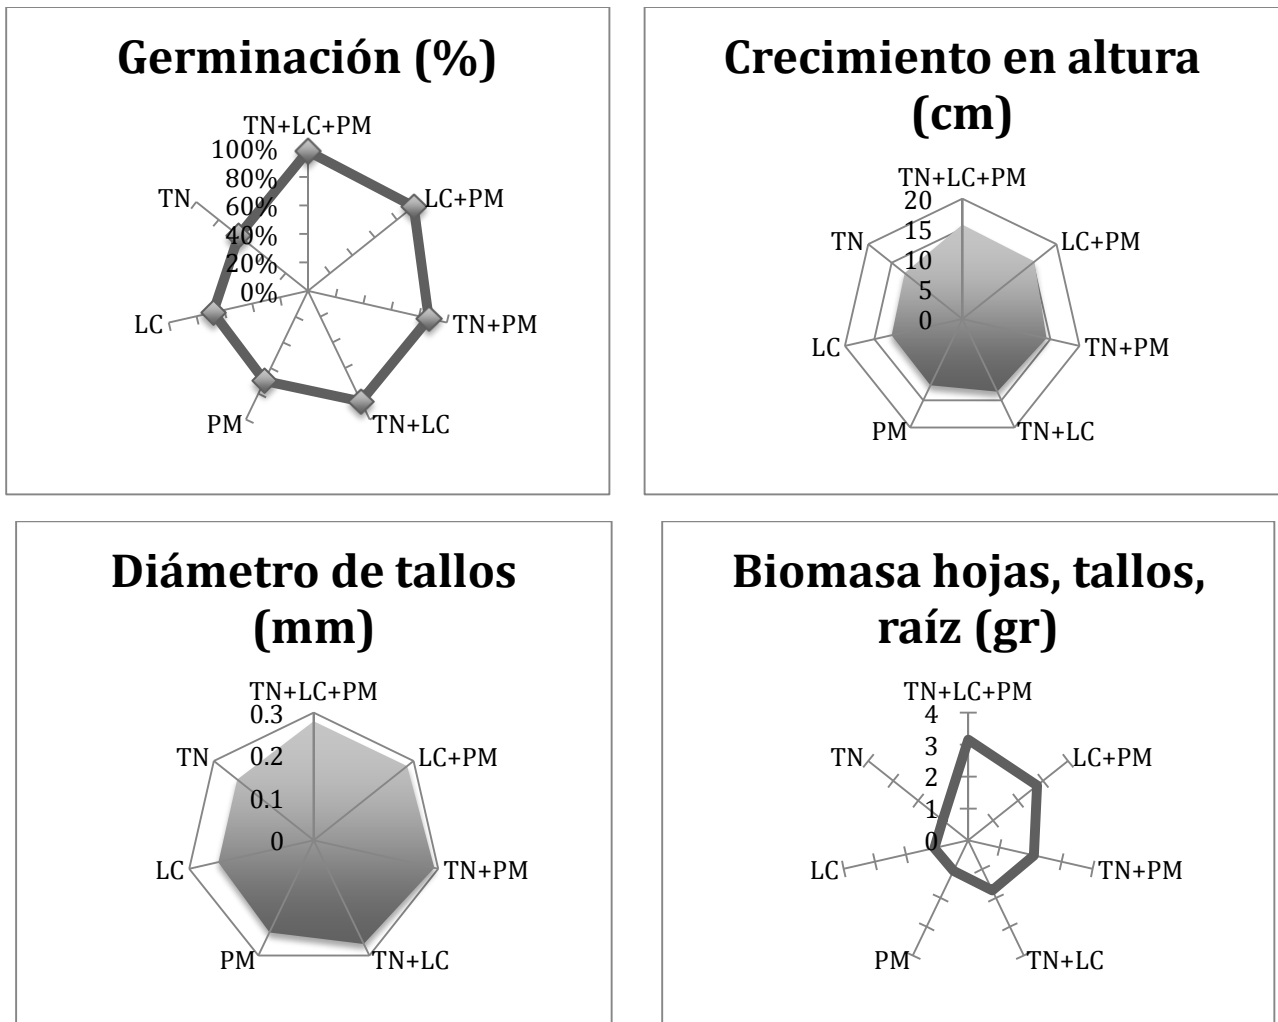 Germinación (%)
TN+LC+PM
100%
80%
60%
40%
20%
0%
LC+PM
TN+PM
TN+LC
PM
LC
TN
Crecimiento en altura
(cm)
TN+LC+PM
20
15
10
5
0
LC+PM
TN+PM
TN+LC
PM
LC
TN
Diámetro de tallos
(mm)
TN+LC+PM
0.3
0.2
0.1
0
LC+PM
TN+PM
TN+LC
PM
LC
TN
Biomasa hojas, tallos,
raíz (gr)
TN+LC+PM
4
3
2
1
0
LC+PM
TN+PM
TN+LC
PM
LC
TN